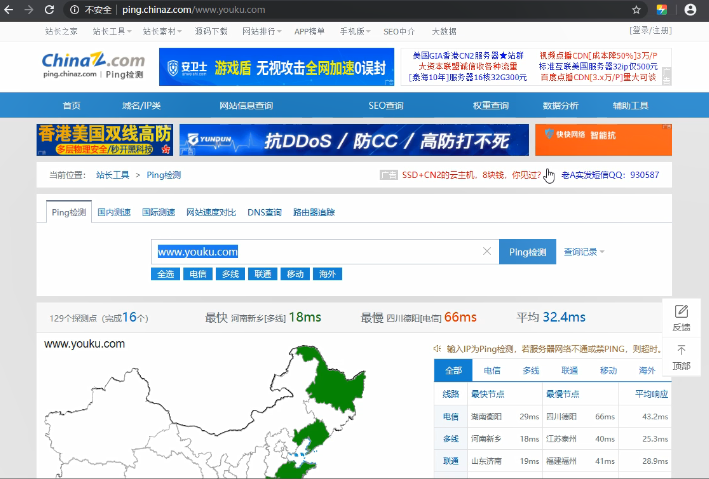 不安全 ping.chinaz.com/www.youku.com
站长之家 站长工具 站长素材 源码下载 网站排行 APP榜单 手机版 SEO中介 大数据 [登录/注册]
ChinaZ.com
ping.chinaz.com Ping检测
安卫士 游戏盾 无视攻击全网加速0误封
广告
美国GIA香港CN2服务器★站群 视频点播CDN[成本降50%]3万/P
大资本联盟诚信收各种流量 标准互联美国服务器32ip仅500元
[秦海10年]服务器16核32G300元 百度点播CDN[3.x万/P]量大可谈
首页 域名/IP类 网站信息查询 SEO查询 权重查询 数据分析 辅助工具
香港美国双线高防
多层物理安全/秒开黑科技
YUNDUN 抗DDoS / 防CC / 高防打不死
快快网络 智能抗
当前位置: 站长工具 > Ping检测
广告 SSD+CN2的云主机，8块钱，你见过? 老A实发短信QQ：930587
Ping检测 国内测速 国际测速 网站速度对比 DNS查询 路由器追踪
www.youku.com Ping检测 查询记录
全选 电信 多线 联通 移动 海外
129个探测点（完成16个） 最快 河南新乡[多线] 18ms 最慢 四川德阳[电信] 66ms 平均 32.4ms
反馈
顶部
www.youku.com
输入IP为Ping检测，若服务器网络不通或禁PING，则超时。
全部 电信 多线 联通 移动 海外
线路 最快节点 最慢节点 平均响应
电信 湖南衡阳 29ms 四川德阳 66ms 43.2ms
多线 河南新乡 18ms 江苏泰州 40ms 25.3ms
联通 山东济南 19ms 福建福州 41ms 28.9ms